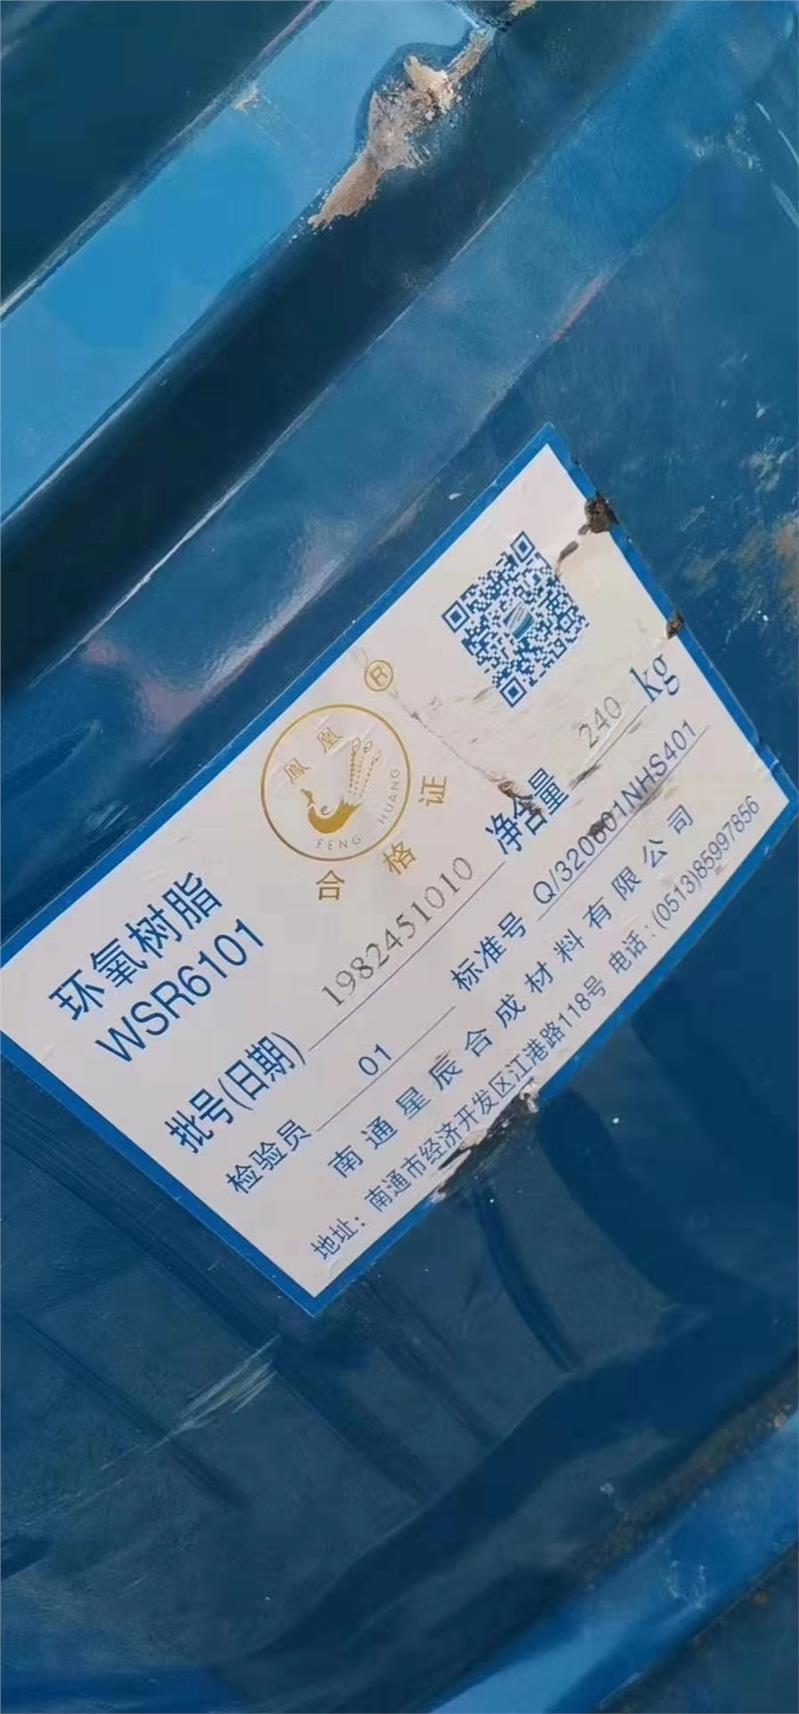 鳳凰
FENG HUANG
®
合格证
环氧树脂
WSR6101
净含量 240 kg
批号(日期) 1982451010
标准号 Q/320601NHS401
检验员 01
南通星辰合成材料有限公司
地址：南通市经济开发区江港路118号 电话：(0513)85997856